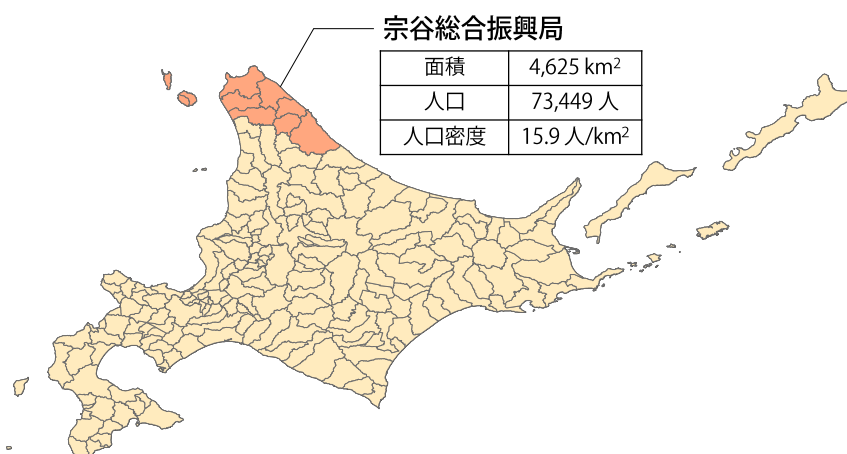 宗谷総合振興局
面積 4,625 km²
人口 73,449 人
人口密度 15.9 人/km²